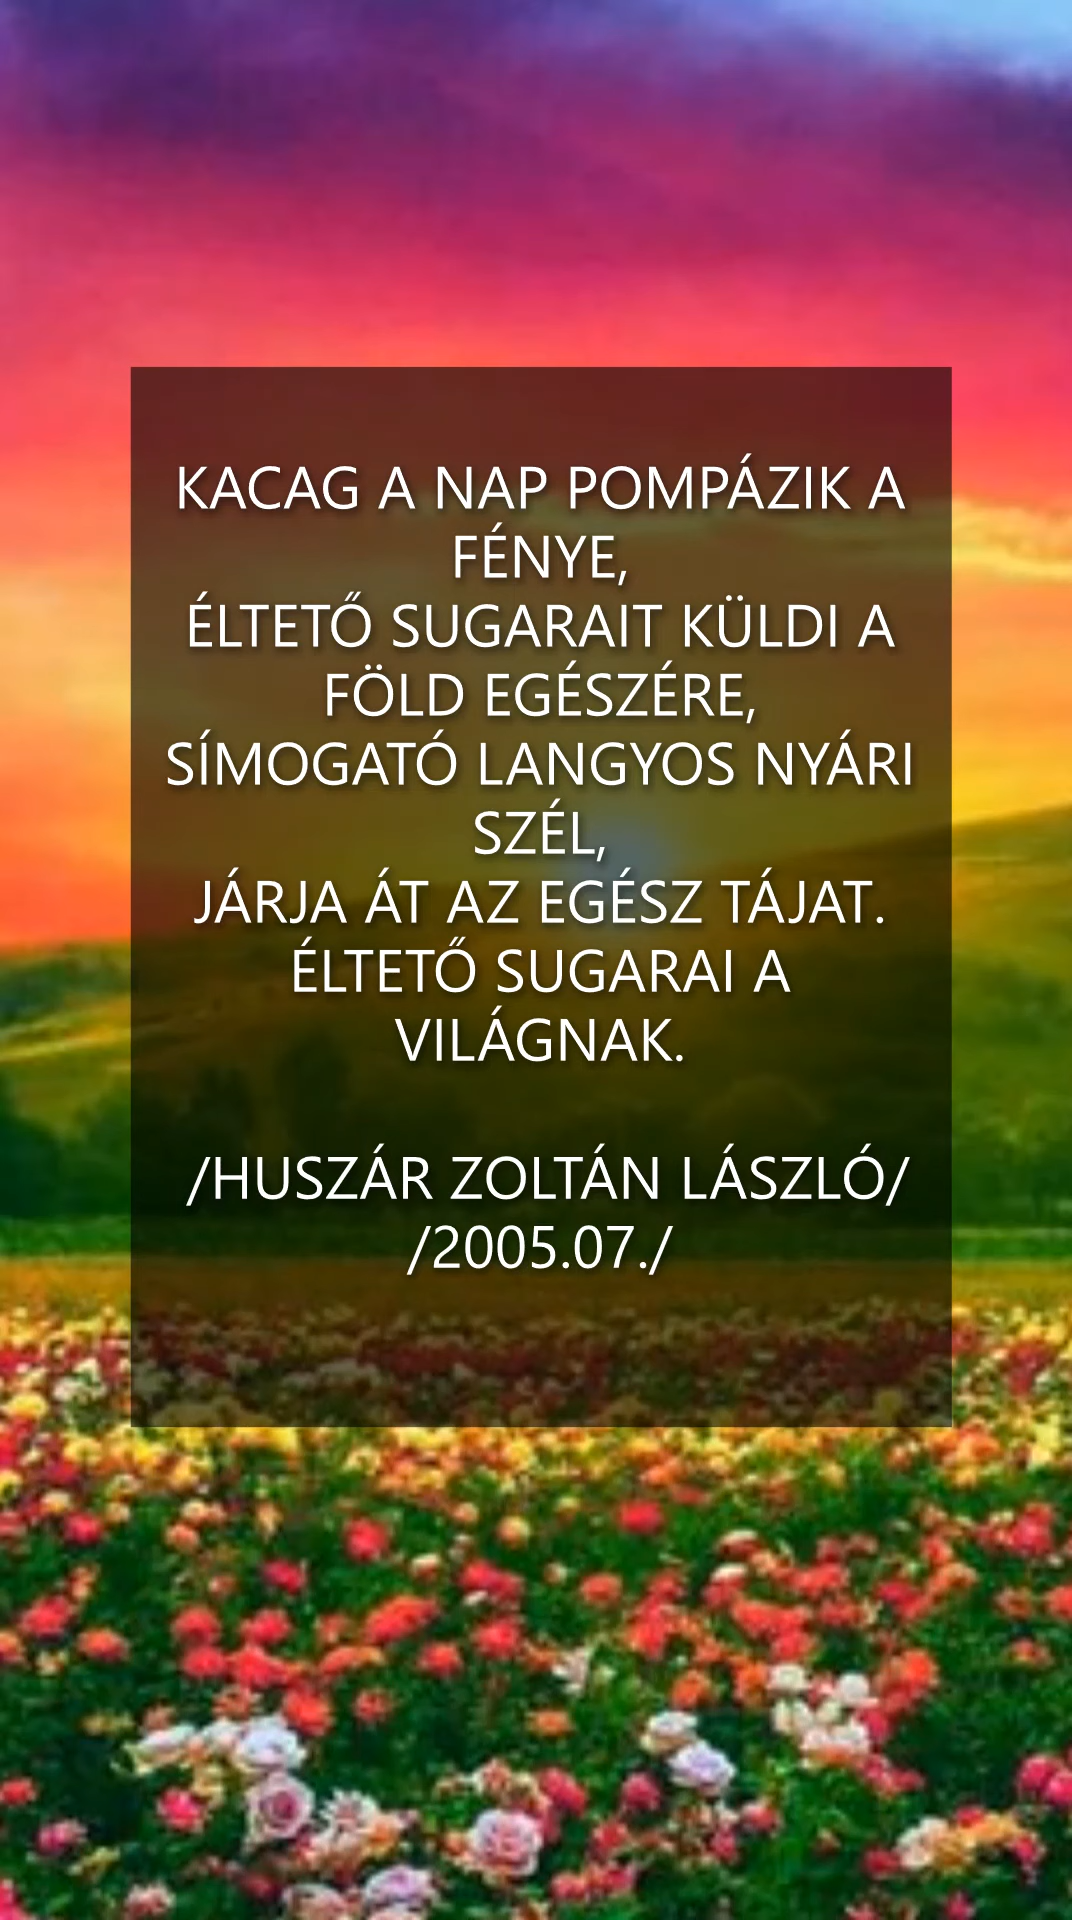 KACAG A NAP POMPÁZIK A
FÉNYE,
ÉLTETŐ SUGARAIT KÜLDI A
FÖLD EGÉSZÉRE,
SÍMOGATÓ LANGYOS NYÁRI
SZÉL,
JÁRJA ÁT AZ EGÉSZ TÁJAT.
ÉLTETŐ SUGARAI A
VILÁGNAK.
/HUSZÁR ZOLTÁN LÁSZLÓ/
/2005.07./